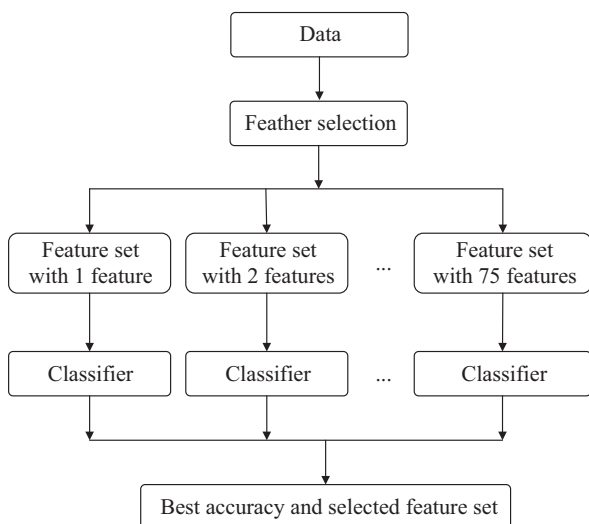 Data
Feather selection
Feature set
with 1 feature
Feature set
with 2 features
...
Feature set
with 75 features
Classifier
Classifier
...
Classifier
Best accuracy and selected feature set